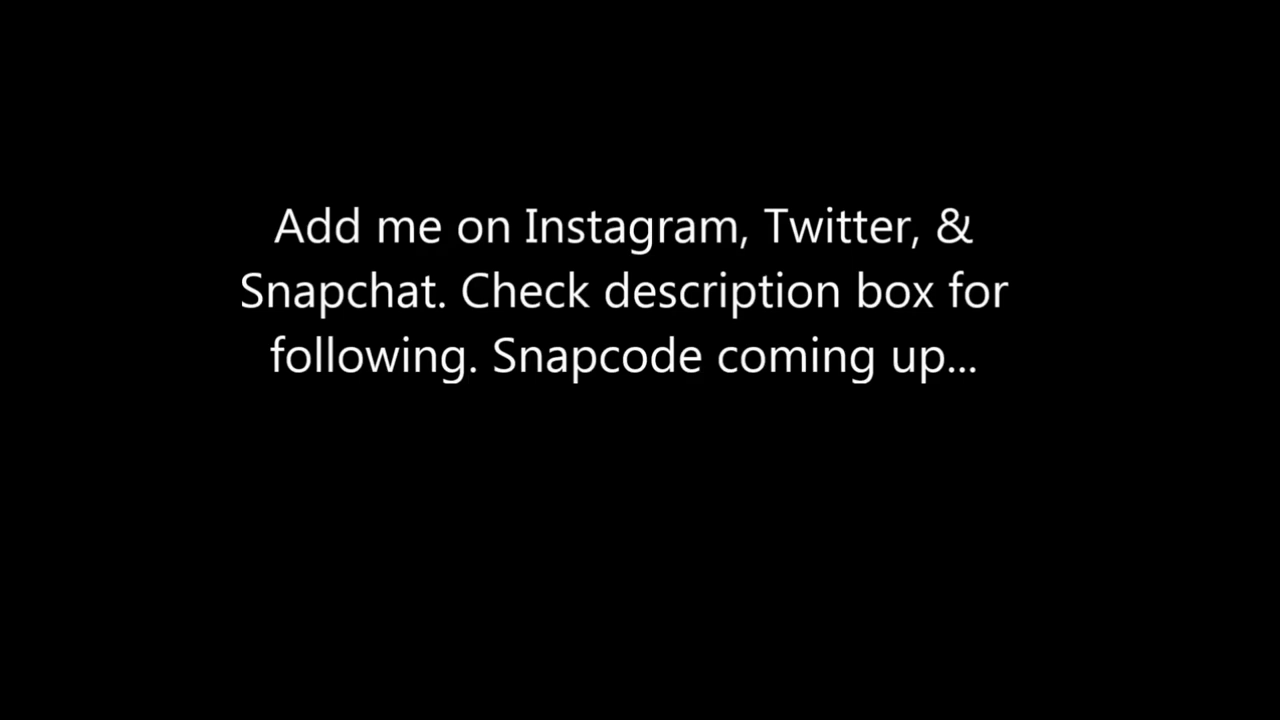 Add me on Instagram, Twitter, &
Snapchat. Check description box for
following. Snapcode coming up...